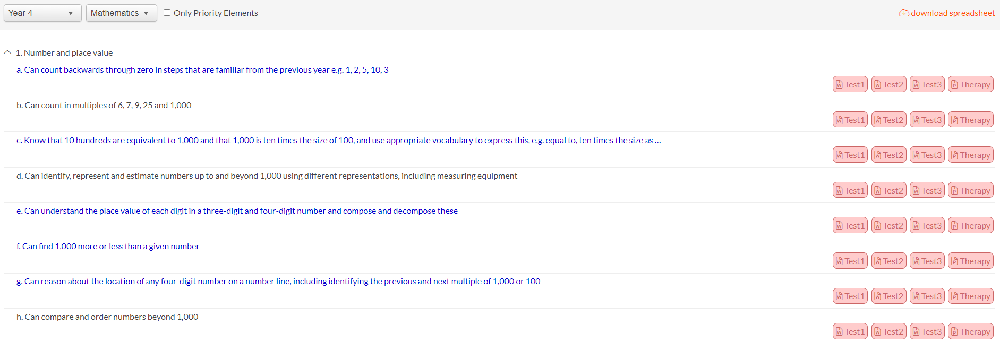 Year 4 Mathematics Only Priority Elements download spreadsheet
1. Number and place value
a. Can count backwards through zero in steps that are familiar from the previous year e.g. 1, 2, 5, 10, 3
Test1 Test2 Test3 Therapy
b. Can count in multiples of 6, 7, 9, 25 and 1,000
Test1 Test2 Test3 Therapy
c. Know that 10 hundreds are equivalent to 1,000 and that 1,000 is ten times the size of 100, and use appropriate vocabulary to express this, e.g. equal to, ten times the size as ...
Test1 Test2 Test3 Therapy
d. Can identify, represent and estimate numbers up to and beyond 1,000 using different representations, including measuring equipment
Test1 Test2 Test3 Therapy
e. Can understand the place value of each digit in a three-digit and four-digit number and compose and decompose these
Test1 Test2 Test3 Therapy
f. Can find 1,000 more or less than a given number
Test1 Test2 Test3 Therapy
g. Can reason about the location of any four-digit number on a number line, including identifying the previous and next multiple of 1,000 or 100
Test1 Test2 Test3 Therapy
h. Can compare and order numbers beyond 1,000
Test1 Test2 Test3 Therapy